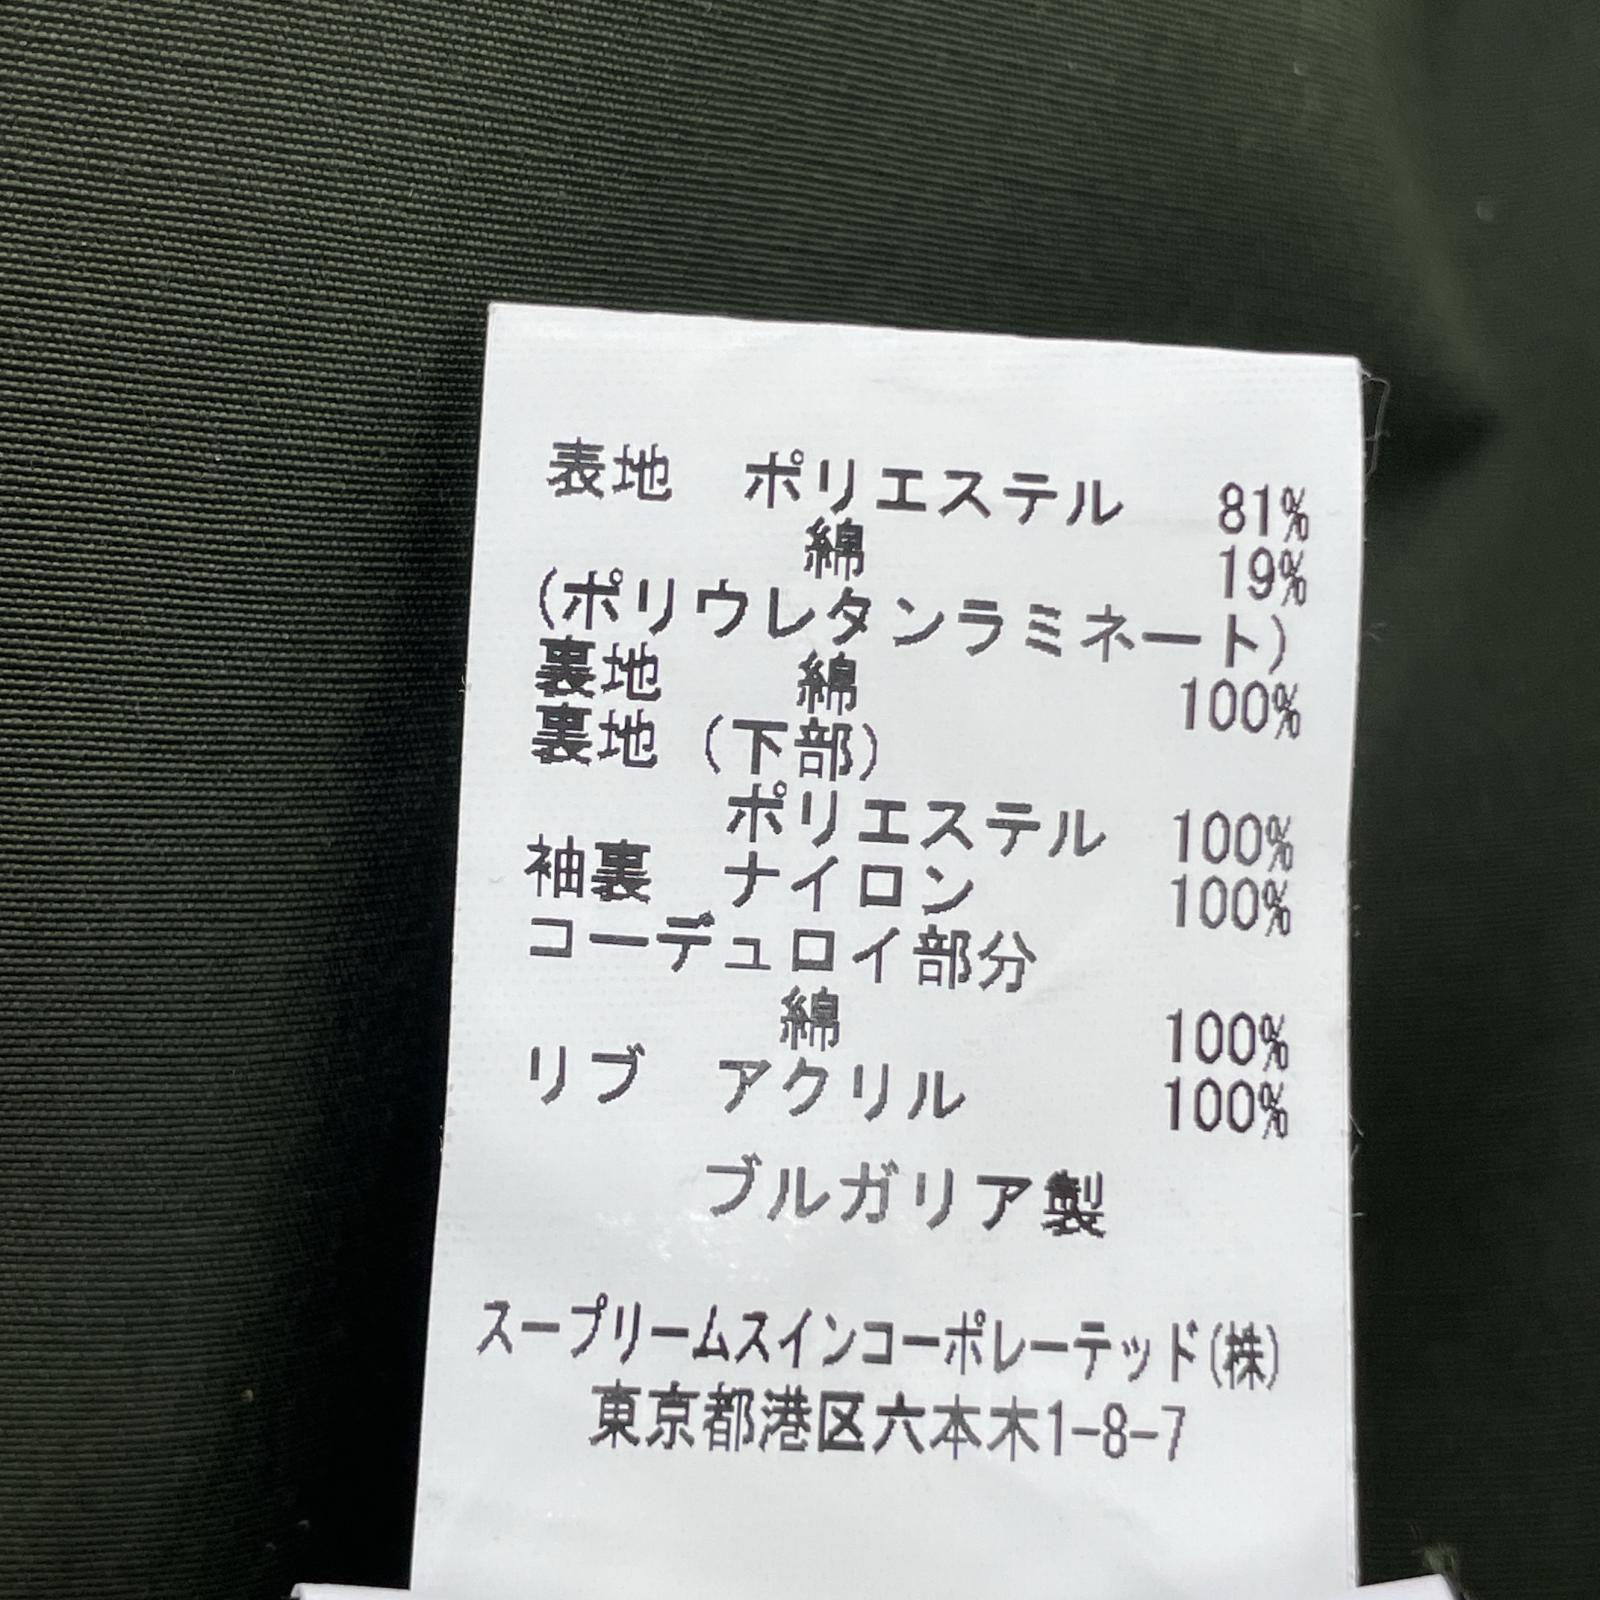 表地 ポリエステル 81%
綿 19%
(ポリウレタンラミネート)
裏地 綿 100%
裏地(下部)
ポリエステル 100%
袖裏 ナイロン 100%
コーデュロイ部分
綿 100%
リブ アクリル 100%
ブルガリア製
スープリームスインコーポレーテッド(株)
東京都港区六本木1-8-7